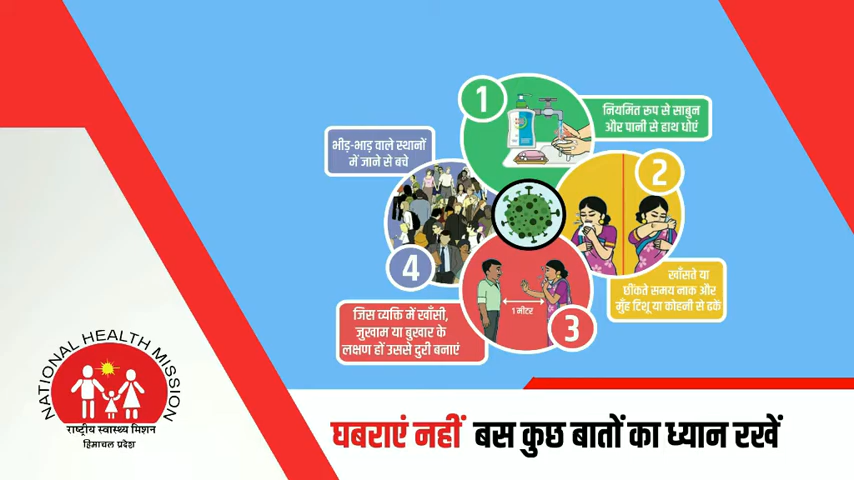 1
नियमित रूप से साबुन
और पानी से हाथ धोएं
2
खाँसते या
छींकते समय नाक और
मुँह टिशू या कोहनी से ढकें
1 मीटर
3
जिस व्यक्ति में खाँसी,
जुखाम या बुखार के
लक्षण हों उससे दुरी बनाएं
4
भीड़-भाड़ वाले स्थानों
में जाने से बचे
NATIONAL HEALTH MISSION
राष्ट्रीय स्वास्थ्य मिशन
हिमाचल प्रदेश
घबराएं नहीं बस कुछ बातों का ध्यान रखें